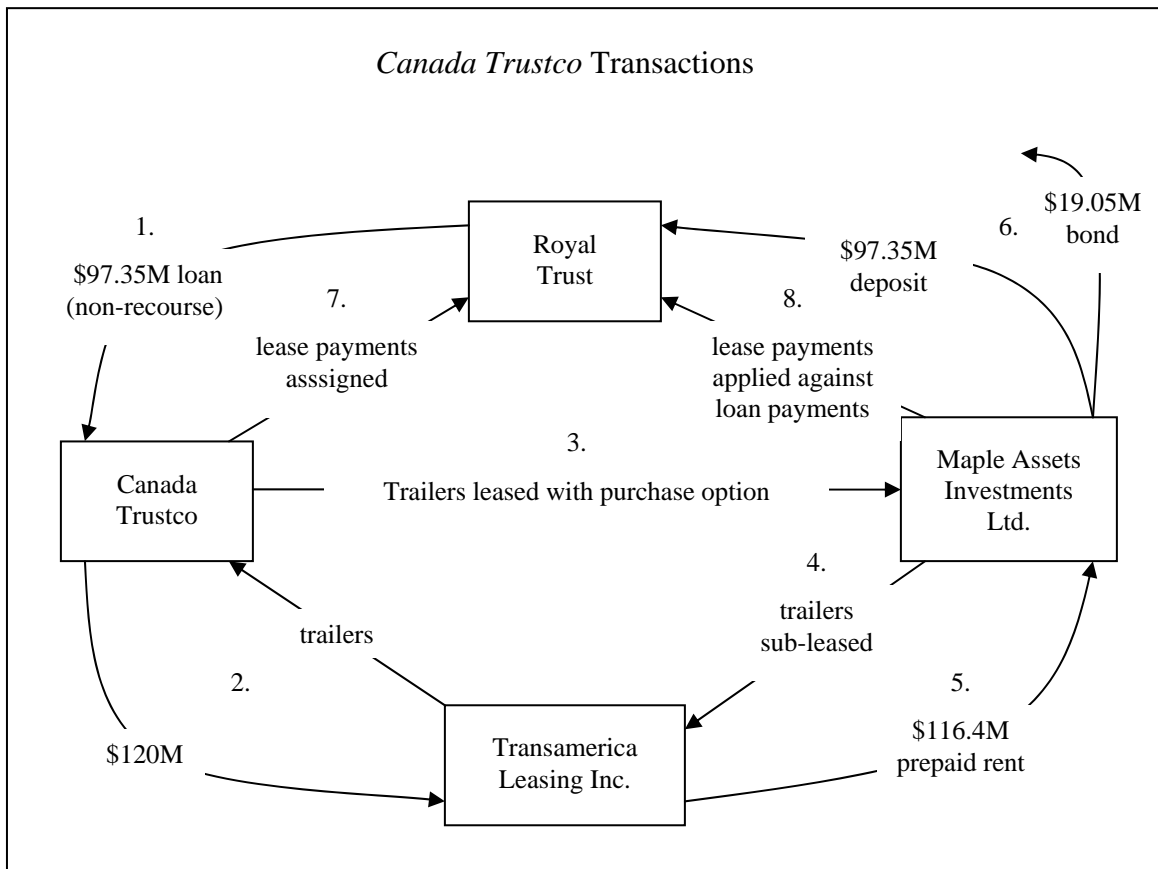 Canada Trustco Transactions
1.
$97.35M loan
(non-recourse)
Royal
Trust
$97.35M
deposit
6.
$19.05M
bond
7.
lease payments
asssigned
8.
lease payments
applied against
loan payments
Canada
Trustco
3.
Trailers leased with purchase option
Maple Assets
Investments
Ltd.
trailers
4.
trailers
sub-leased
2.
$120M
Transamerica
Leasing Inc.
5.
$116.4M
prepaid rent